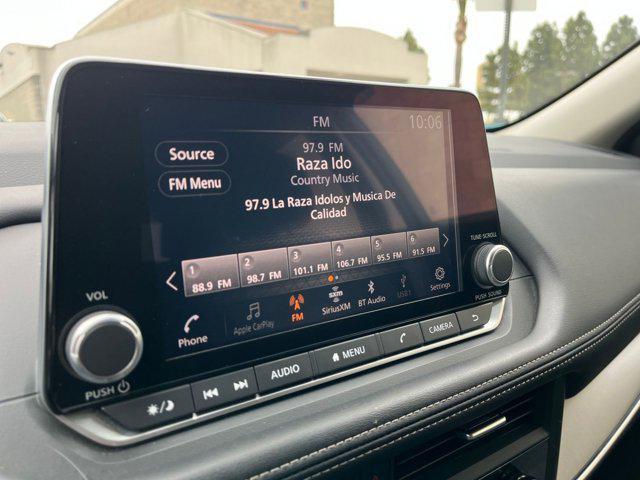 FM
10:06
Source
97.9 FM
Raza Ido
FM Menu
Country Music
97.9 La Raza Idolos y Musica De
Calidad
1 2 3 4 5 6
88.9 FM 98.7 FM 101.1 FM 106.7 FM 95.5 FM 91.5 FM
TUNE·SCROLL
PUSH SOUND
VOL
PUSH
Phone
Apple CarPlay
FM
sxm
SiriusXM
BT Audio
USB1
Settings
AUDIO
MENU
CAMERA